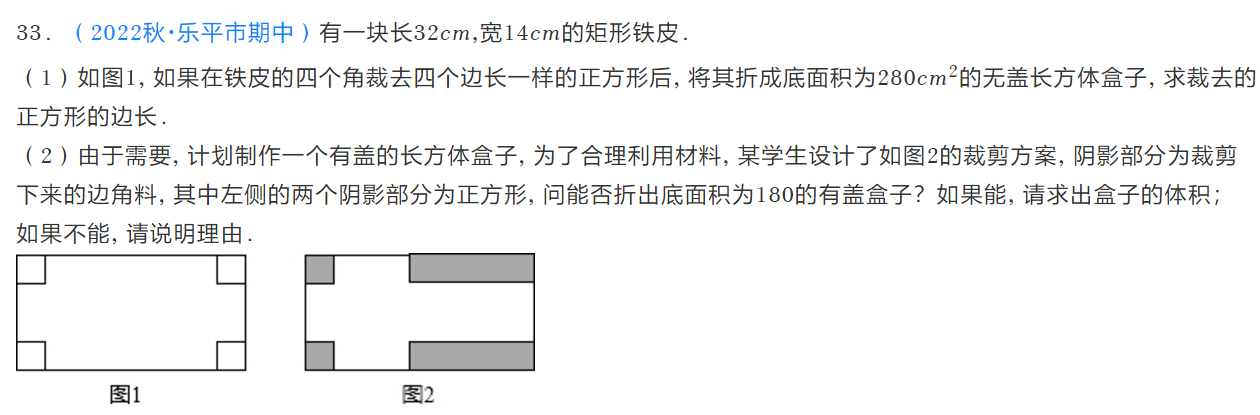 33.（2022秋·乐平市期中）有一块长32cm,宽14cm的矩形铁皮.
（1）如图1, 如果在铁皮的四个角裁去四个边长一样的正方形后, 将其折成底面积为280cm²的无盖长方体盒子, 求裁去的
正方形的边长.
（2）由于需要, 计划制作一个有盖的长方体盒子, 为了合理利用材料, 某学生设计了如图2的裁剪方案, 阴影部分为裁剪
下来的边角料, 其中左侧的两个阴影部分为正方形, 问能否折出底面积为180的有盖盒子？如果能, 请求出盒子的体积;
如果不能, 请说明理由.
图1 图2